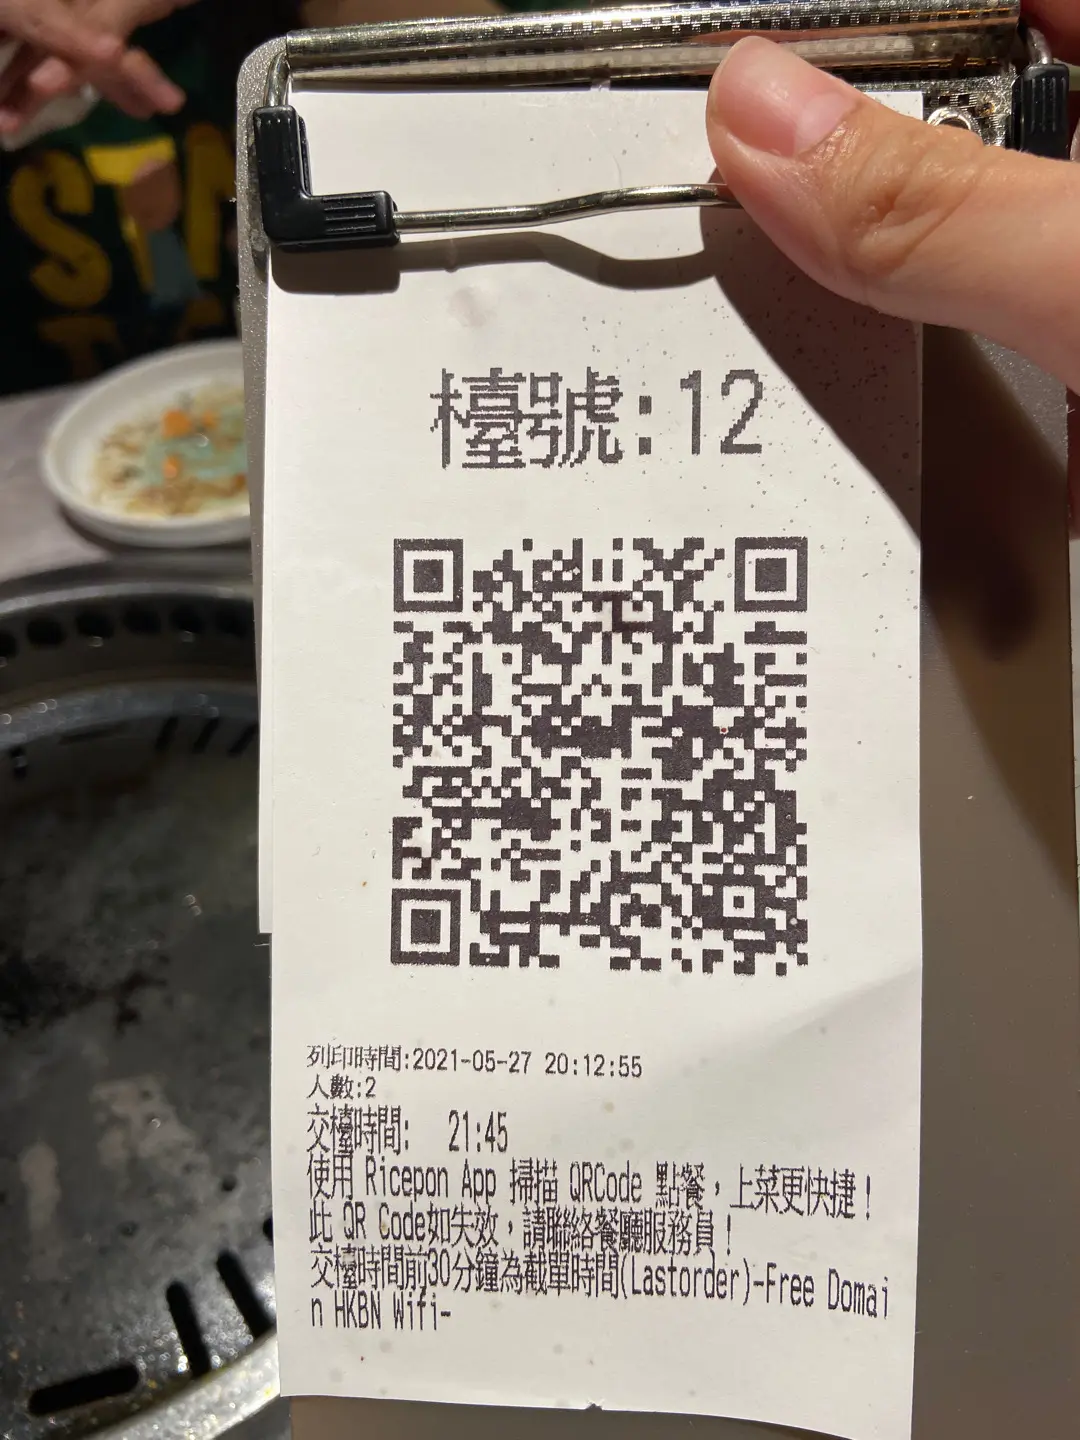 檯號:12
列印時間:2021-05-27 20:12:55
人數:2
交檯時間: 21:45
使用 Ricepon App 掃描 QRCode 點餐，上菜更快捷！
此 QR Code如失效，請聯絡餐廳服務員！
交檯時間前30分鐘為截單時間(Lastorder)-Free Domai
n HKBN Wifi-